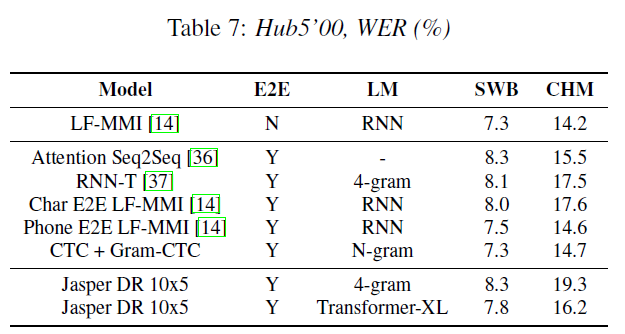 Table 7: Hub5'00, WER (%)
Model E2E LM SWB CHM
LF-MMI [14] N RNN 7.3 14.2
Attention Seq2Seq [36] Y - 8.3 15.5
RNN-T [37] Y 4-gram 8.1 17.5
Char E2E LF-MMI [14] Y RNN 8.0 17.6
Phone E2E LF-MMI [14] Y RNN 7.5 14.6
CTC + Gram-CTC Y N-gram 7.3 14.7
Jasper DR 10x5 Y 4-gram 8.3 19.3
Jasper DR 10x5 Y Transformer-XL 7.8 16.2